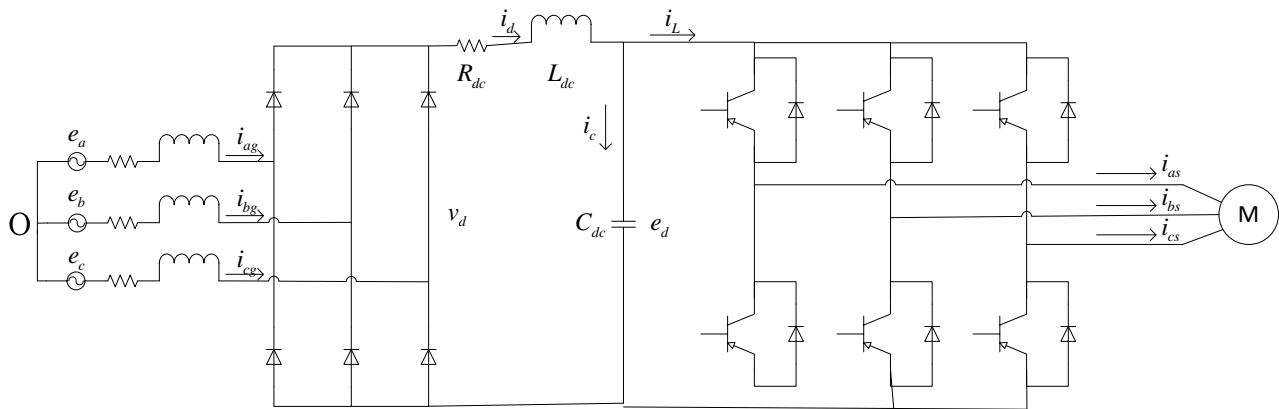 i_d
i_L
R_dc
L_dc
i_c
e_a
i_ag
e_b
i_bg
O
e_c
i_cg
v_d
C_dc
e_d
i_as
i_bs
i_cs
M